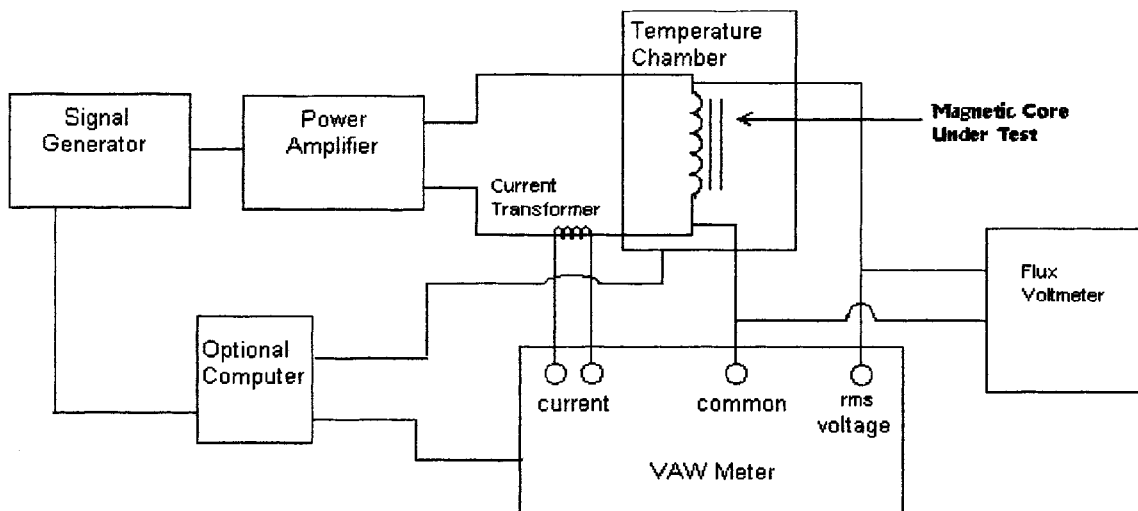 Temperature
Chamber
Signal
Generator
Power
Amplifier
Magnetic Core
Under Test
Current
Transformer
Flux
Voltmeter
Optional
Computer
current
common
rms
voltage
VAW Meter